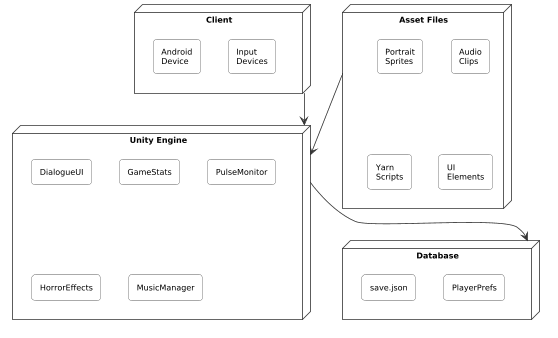 Client
Android
Device
Input
Devices
Asset Files
Portrait
Sprites
Audio
Clips
Yarn
Scripts
UI
Elements
Unity Engine
DialogueUI
GameStats
PulseMonitor
HorrorEffects
MusicManager
Database
save.json
PlayerPrefs